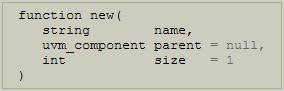 function new(
string name,
uvm_component parent = null,
int size = 1
)